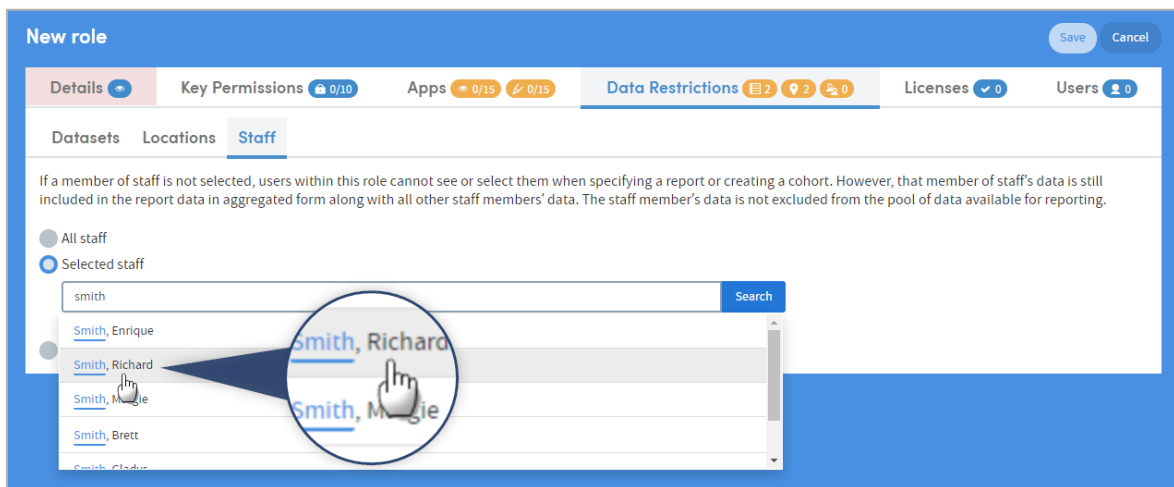 New role
Save Cancel
Details Key Permissions 0/10 Apps 0/15 0/15 Data Restrictions 2 2 0 Licenses 0 Users 0
Datasets Locations Staff
If a member of staff is not selected, users within this role cannot see or select them when specifying a report or creating a cohort. However, that member of staff's data is still
included in the report data in aggregated form along with all other staff members' data. The staff member's data is not excluded from the pool of data available for reporting.
All staff
Selected staff
smith Search
Smith, Enrique
Smith, Richard
Smith,
Smith, Brett
Smith, Gladys
Smith, Richard
Smith,